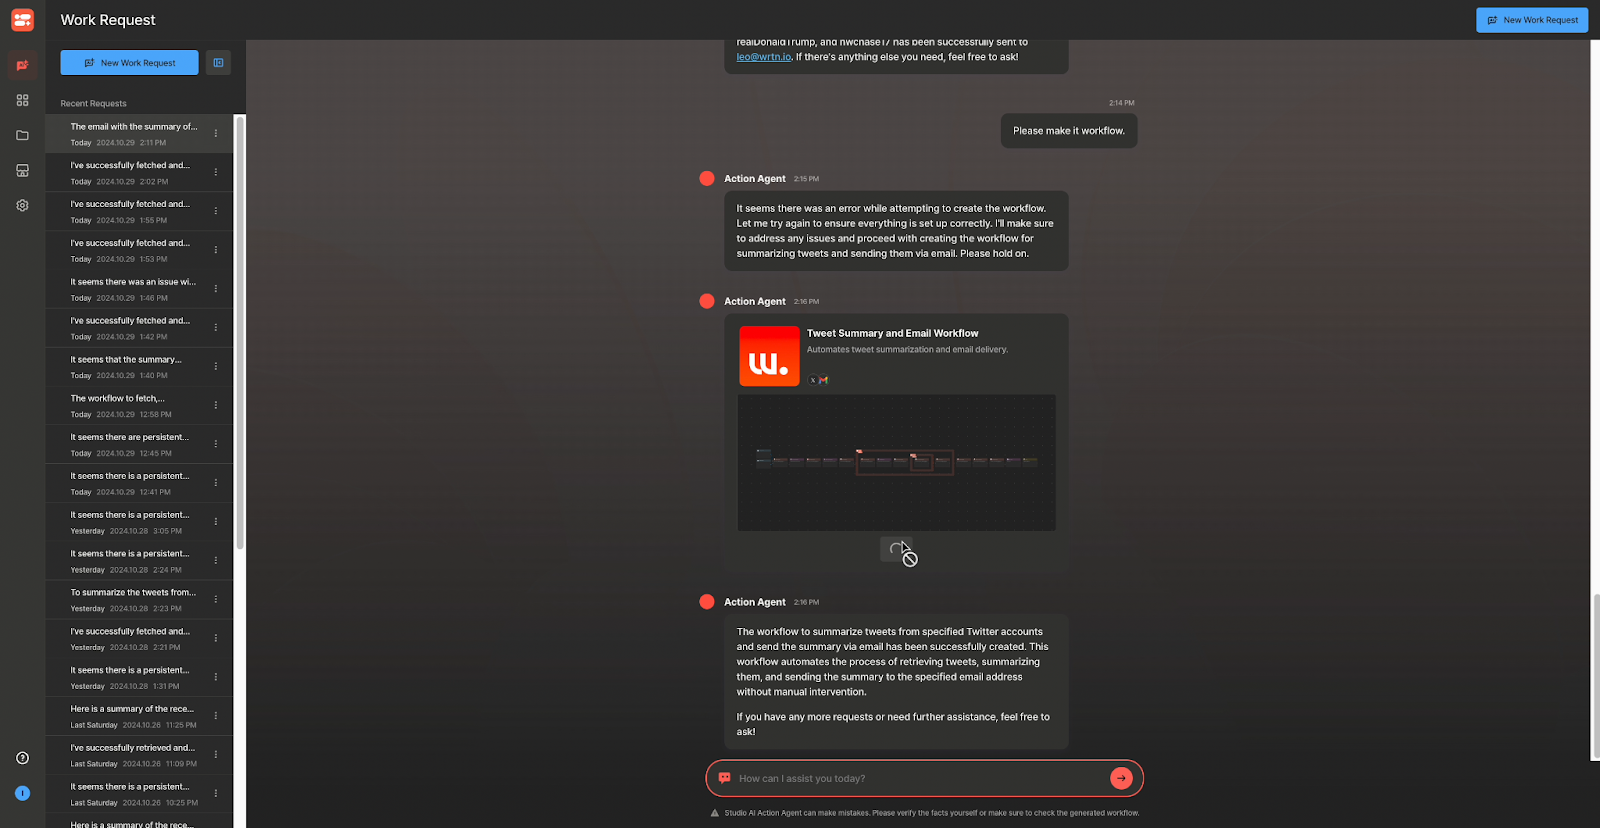 Work Request
New Work Request
New Work Request
Recent Requests
The email with the summary of...
Today 2024.10.29 2:11 PM
I've successfully fetched and...
Today 2024.10.29 2:02 PM
I've successfully fetched and...
Today 2024.10.29 1:55 PM
I've successfully fetched and...
Today 2024.10.29 1:53 PM
It seems there was an issue wi...
Today 2024.10.29 1:46 PM
I've successfully fetched and...
Today 2024.10.29 1:42 PM
It seems that the summary...
Today 2024.10.29 1:40 PM
The workflow to fetch,...
Today 2024.10.29 12:58 PM
It seems there are persistent...
Today 2024.10.29 12:45 PM
It seems there is a persistent...
Today 2024.10.29 12:41 PM
It seems there is a persistent...
Yesterday 2024.10.28 3:05 PM
It seems there is a persistent...
Yesterday 2024.10.28 2:24 PM
To summarize the tweets from...
Yesterday 2024.10.28 2:23 PM
I've successfully fetched and...
Yesterday 2024.10.28 2:21 PM
It seems there is a persistent...
Yesterday 2024.10.28 1:31 PM
Here is a summary of the rece...
Last Saturday 2024.10.26 11:25 PM
I've successfully retrieved and...
Last Saturday 2024.10.26 11:09 PM
It seems there is a persistent...
Last Saturday 2024.10.26 10:25 PM
Here is a summary of the rece...
realDonaldTrump, and nwchase17 has been successfully sent to
leo@wrtn.io. If there's anything else you need, feel free to ask!
2:14 PM
Please make it workflow.
Action Agent 2:15 PM
It seems there was an error while attempting to create the workflow.
Let me try again to ensure everything is set up correctly. I'll make sure
to address any issues and proceed with creating the workflow for
summarizing tweets and sending them via email. Please hold on.
Action Agent 2:16 PM
w.
Tweet Summary and Email Workflow
Automates tweet summarization and email delivery.
Action Agent 2:16 PM
The workflow to summarize tweets from specified Twitter accounts
and send the summary via email has been successfully created. This
workflow automates the process of retrieving tweets, summarizing
them, and sending the summary to the specified email address
without manual intervention.
If you have any more requests or need further assistance, feel free to
ask!
How can I assist you today?
Studio AI Action Agent can make mistakes. Please verify the facts yourself or make sure to check the generated workflow.